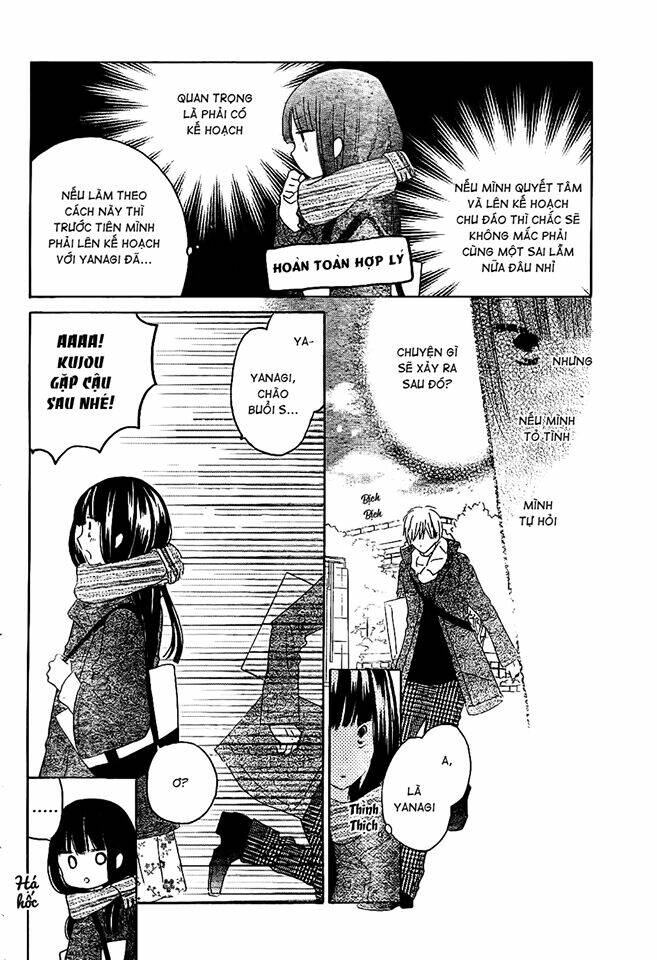 QUAN TRỌNG
LÀ PHẢI CÓ
KẾ HOẠCH
NẾU MÌNH QUYẾT TÂM
VÀ LÊN KẾ HOẠCH
CHU ĐÁO THÌ CHẮC SẼ
KHÔNG MẮC PHẢI
CÙNG MỘT SAI LẦM
NỮA ĐÂU NHỈ
NẾU LÀM THEO
CÁCH NÀY THÌ
TRƯỚC TIÊN MÌNH
PHẢI LÊN KẾ HOẠCH
VỚI YANAGI ĐÃ...
HOÀN TOÀN HỢP LÝ
NHƯNG
NẾU MÌNH
TỎ TÌNH
MÌNH
TỰ HỎI
CHUYỆN GÌ
SẼ XẢY RA
SAU ĐÓ?
Bịch
Bịch
A,
LÀ
YANAGI
Thình
Thịch
YA-
YANAGI,
CHÀO
BUỔI S...
AAAA!
KUJOU
GẶP CẬU
SAU NHÉ!
Ơ?
......
Há
hốc